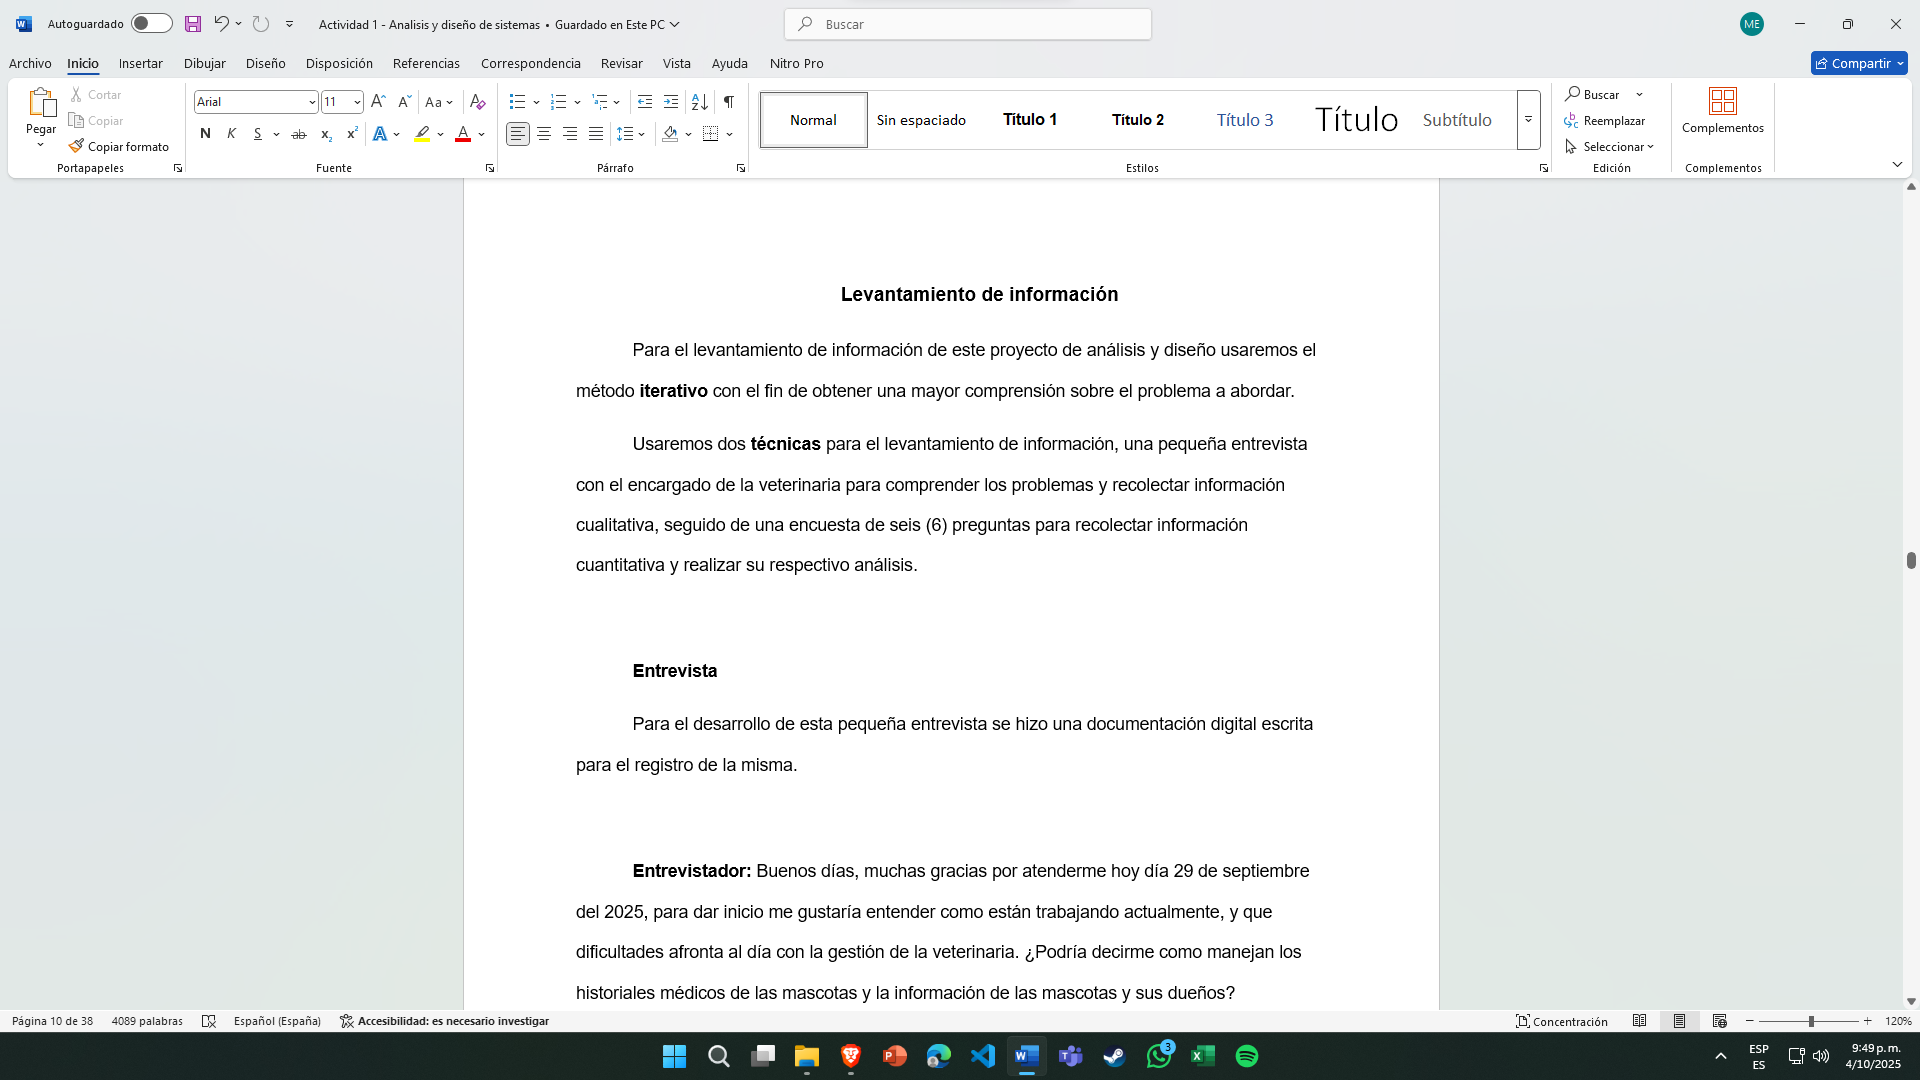 Autoguardado
Actividad 1 - Analisis y diseño de sistemas • Guardado en Este PC
Buscar
ME
Archivo Inicio Insertar Dibujar Diseño Disposición Referencias Correspondencia Revisar Vista Ayuda Nitro Pro
Compartir
Pegar
Cortar
Copiar
Copiar formato
Portapapeles
Arial 11
Aa
N K S ab x₂ x² A A
Fuente
Párrafo
Normal Sin espaciado Título 1 Título 2 Título 3 Título Subtítulo
Estilos
Buscar
Reemplazar
Seleccionar
Edición
Complementos
Complementos
Levantamiento de información
Para el levantamiento de información de este proyecto de análisis y diseño usaremos el
método iterativo con el fin de obtener una mayor comprensión sobre el problema a abordar.
Usaremos dos técnicas para el levantamiento de información, una pequeña entrevista
con el encargado de la veterinaria para comprender los problemas y recolectar información
cualitativa, seguido de una encuesta de seis (6) preguntas para recolectar información
cuantitativa y realizar su respectivo análisis.
Entrevista
Para el desarrollo de esta pequeña entrevista se hizo una documentación digital escrita
para el registro de la misma.
Entrevistador: Buenos días, muchas gracias por atenderme hoy día 29 de septiembre
del 2025, para dar inicio me gustaría entender como están trabajando actualmente, y que
dificultades afronta al día con la gestión de la veterinaria. ¿Podría decirme como manejan los
historiales médicos de las mascotas y la información de las mascotas y sus dueños?
Página 10 de 38 4089 palabras Español (España) Accesibilidad: es necesario investigar
Concentración
120%
3
ESP
ES
9:49 p. m.
4/10/2025